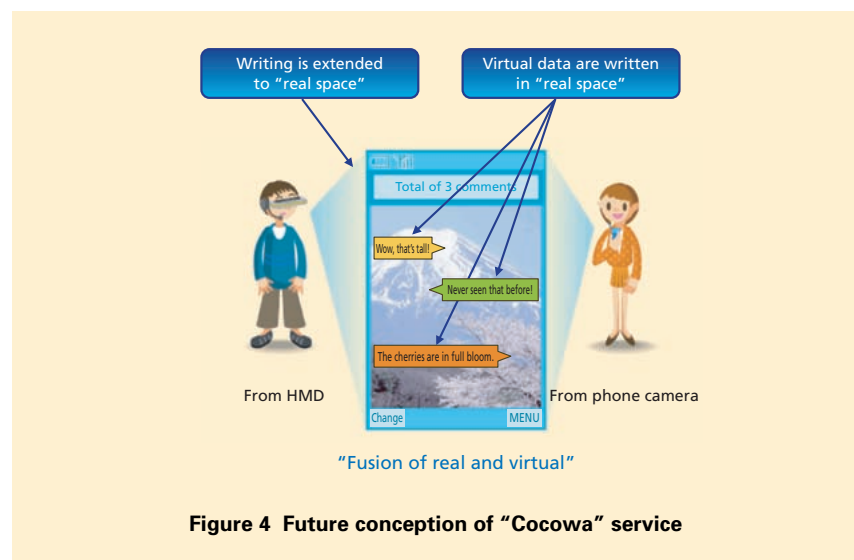 Writing is extended
to “real space”
Virtual data are written
in “real space”
Total of 3 comments
Wow, that's tall!
Never seen that before!
The cherries are in full bloom.
From HMD
From phone camera
Change
MENU
“Fusion of real and virtual”
Figure 4 Future conception of “Cocowa” service